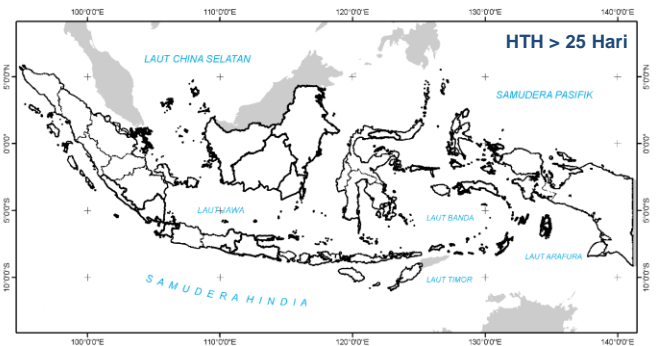 100°0'0"E 110°0'0"E 120°0'0"E 130°0'0"E 140°0'0"E
HTH > 25 Hari
LAUT CHINA SELATAN
5°0'0"N 5°0'0"N
SAMUDERA PASIFIK
0°0'0" 0°0'0"
LAUT JAWA
5°0'0"S 5°0'0"S
LAUT BANDA
LAUT ARAFURA
10°0'0"S 10°0'0"S
LAUT TIMOR
SAMUDERA HINDIA
100°0'0"E 110°0'0"E 120°0'0"E 130°0'0"E 140°0'0"E